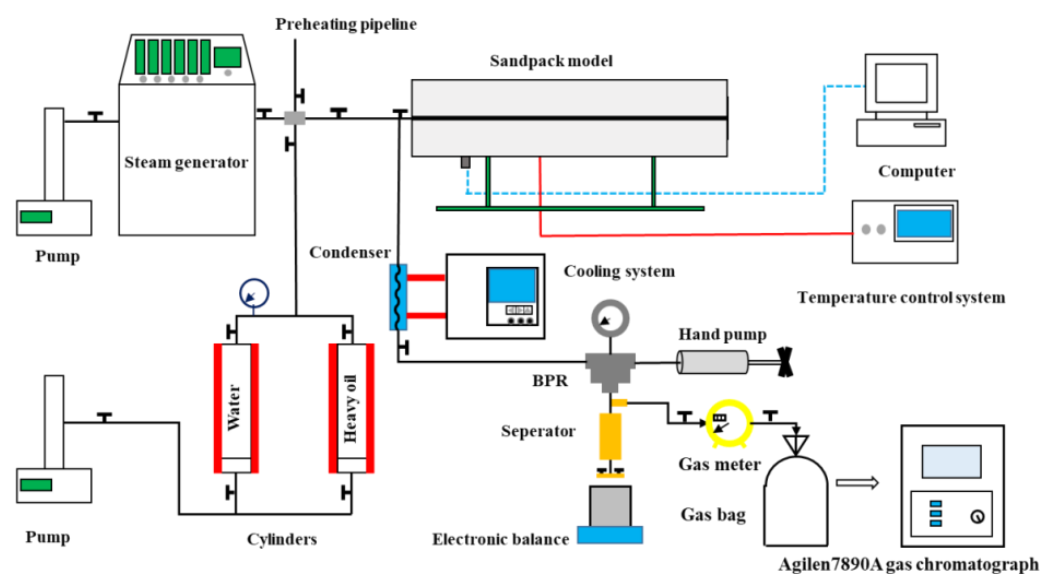 Preheating pipeline
Sandpack model
Steam generator
Computer
Pump
Condenser
Cooling system
Temperature control system
Hand pump
BPR
Water
Heavy oil
Seperator
Gas meter
Gas bag
Pump
Cylinders
Electronic balance
Agilen7890A gas chromatograph